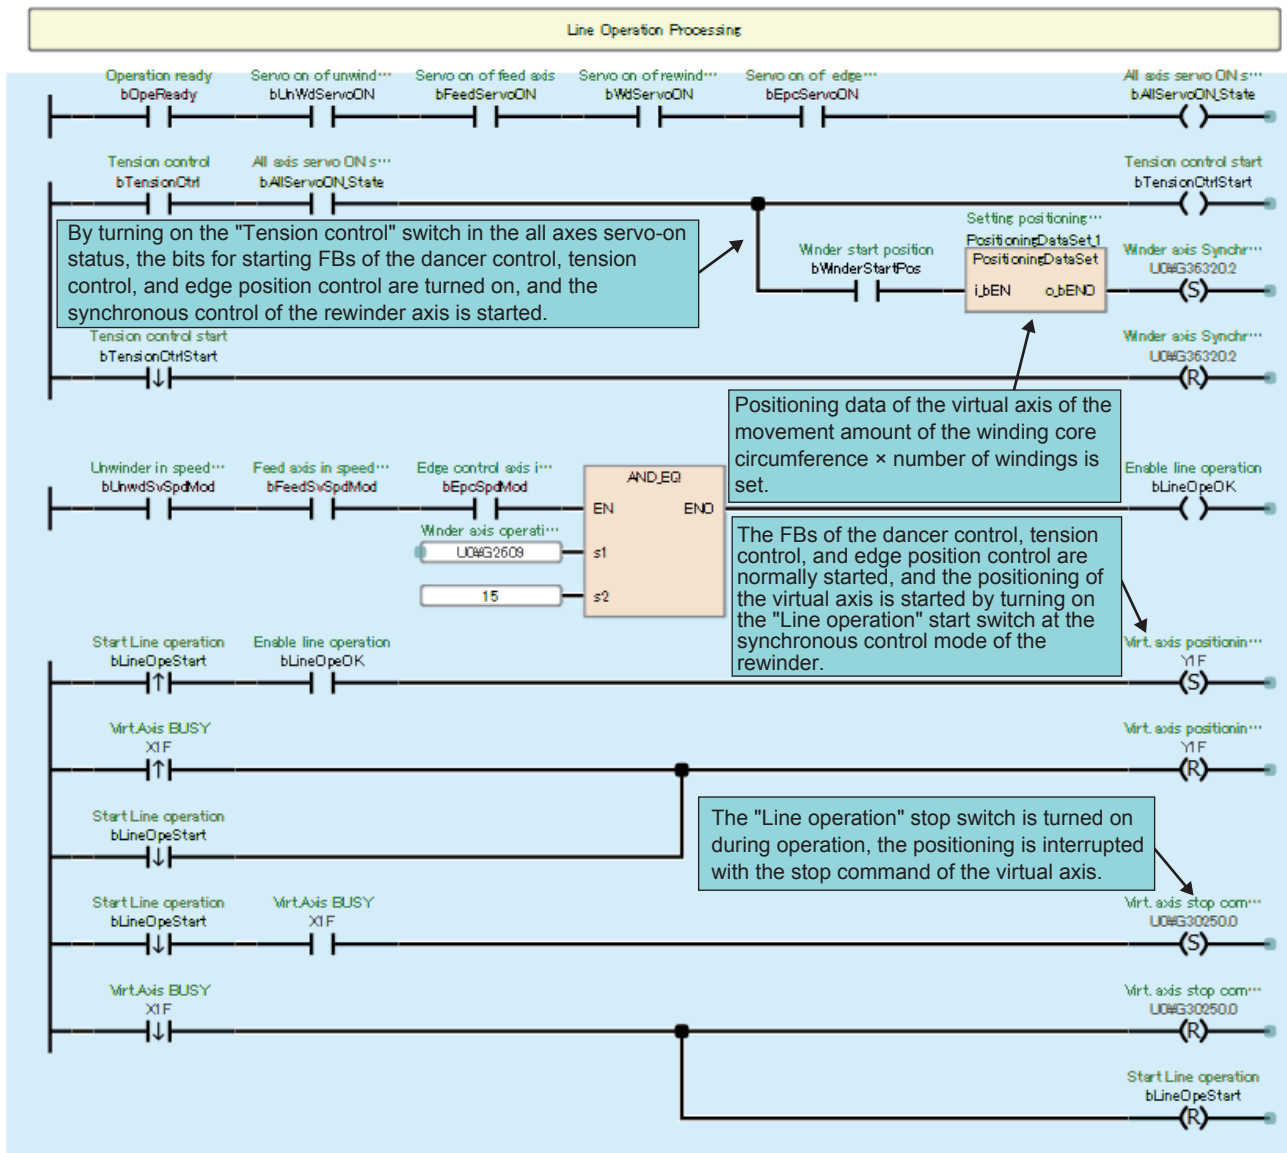 Line Operation Processing
Operation ready
bOpeReady
Servo on of unwind···
bUnWdServoON
Servo on of feed axis
bFeedServoON
Servo on of rewind···
bWdServoON
Servo on of edge···
bEpcServoON
All axis servo ON s···
bAllServoON_State
Tension control
bTensionCtrl
All axis servo ON s···
bAllServoON_State
Tension control start
bTensionCtrlStart
By turning on the "Tension control" switch in the all axes servo-on
status, the bits for starting FBs of the dancer control, tension
control, and edge position control are turned on, and the
synchronous control of the rewinder axis is started.
Winder start position
bWinderStartPos
Setting positioning···
PositioningDataSet_1
PositioningDataSet
i_bEN
o_bENO
Winder axis Synchr···
U0¥G36320.2
(S)
Tension control start
bTensionCtrlStart
Winder axis Synchr···
U0¥G36320.2
(R)
Positioning data of the virtual axis of the
movement amount of the winding core
circumference × number of windings is
set.
Unwinder in speed···
bUnwdSvSpdMod
Feed axis in speed···
bFeedSvSpdMod
Edge control axis i···
bEpcSpdMod
AND_EQ
EN
ENO
Winder axis operati···
U0¥G2609
s1
15
s2
Enable line operation
bLineOpeOK
The FBs of the dancer control, tension
control, and edge position control are
normally started, and the positioning of
the virtual axis is started by turning on
the "Line operation" start switch at the
synchronous control mode of the
rewinder.
Start Line operation
bLineOpeStart
Enable line operation
bLineOpeOK
Virt. axis positionin···
Y1F
(S)
Virt.Axis BUSY
X1F
Virt. axis positionin···
Y1F
(R)
Start Line operation
bLineOpeStart
The "Line operation" stop switch is turned on
during operation, the positioning is interrupted
with the stop command of the virtual axis.
Start Line operation
bLineOpeStart
Virt.Axis BUSY
X1F
Virt. axis stop com···
U0¥G30250.0
(S)
Virt.Axis BUSY
X1F
Virt. axis stop com···
U0¥G30250.0
(R)
Start Line operation
bLineOpeStart
(R)